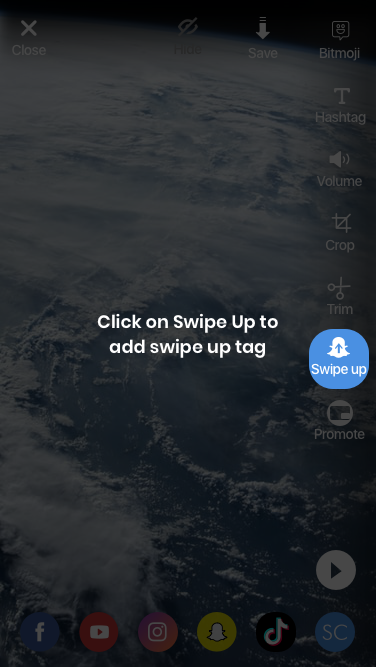 Close
Hide
Save
Bitmoji
Hashtag
Volume
Crop
Trim
Click on Swipe Up to
add swipe up tag
Swipe up
Promote
SC